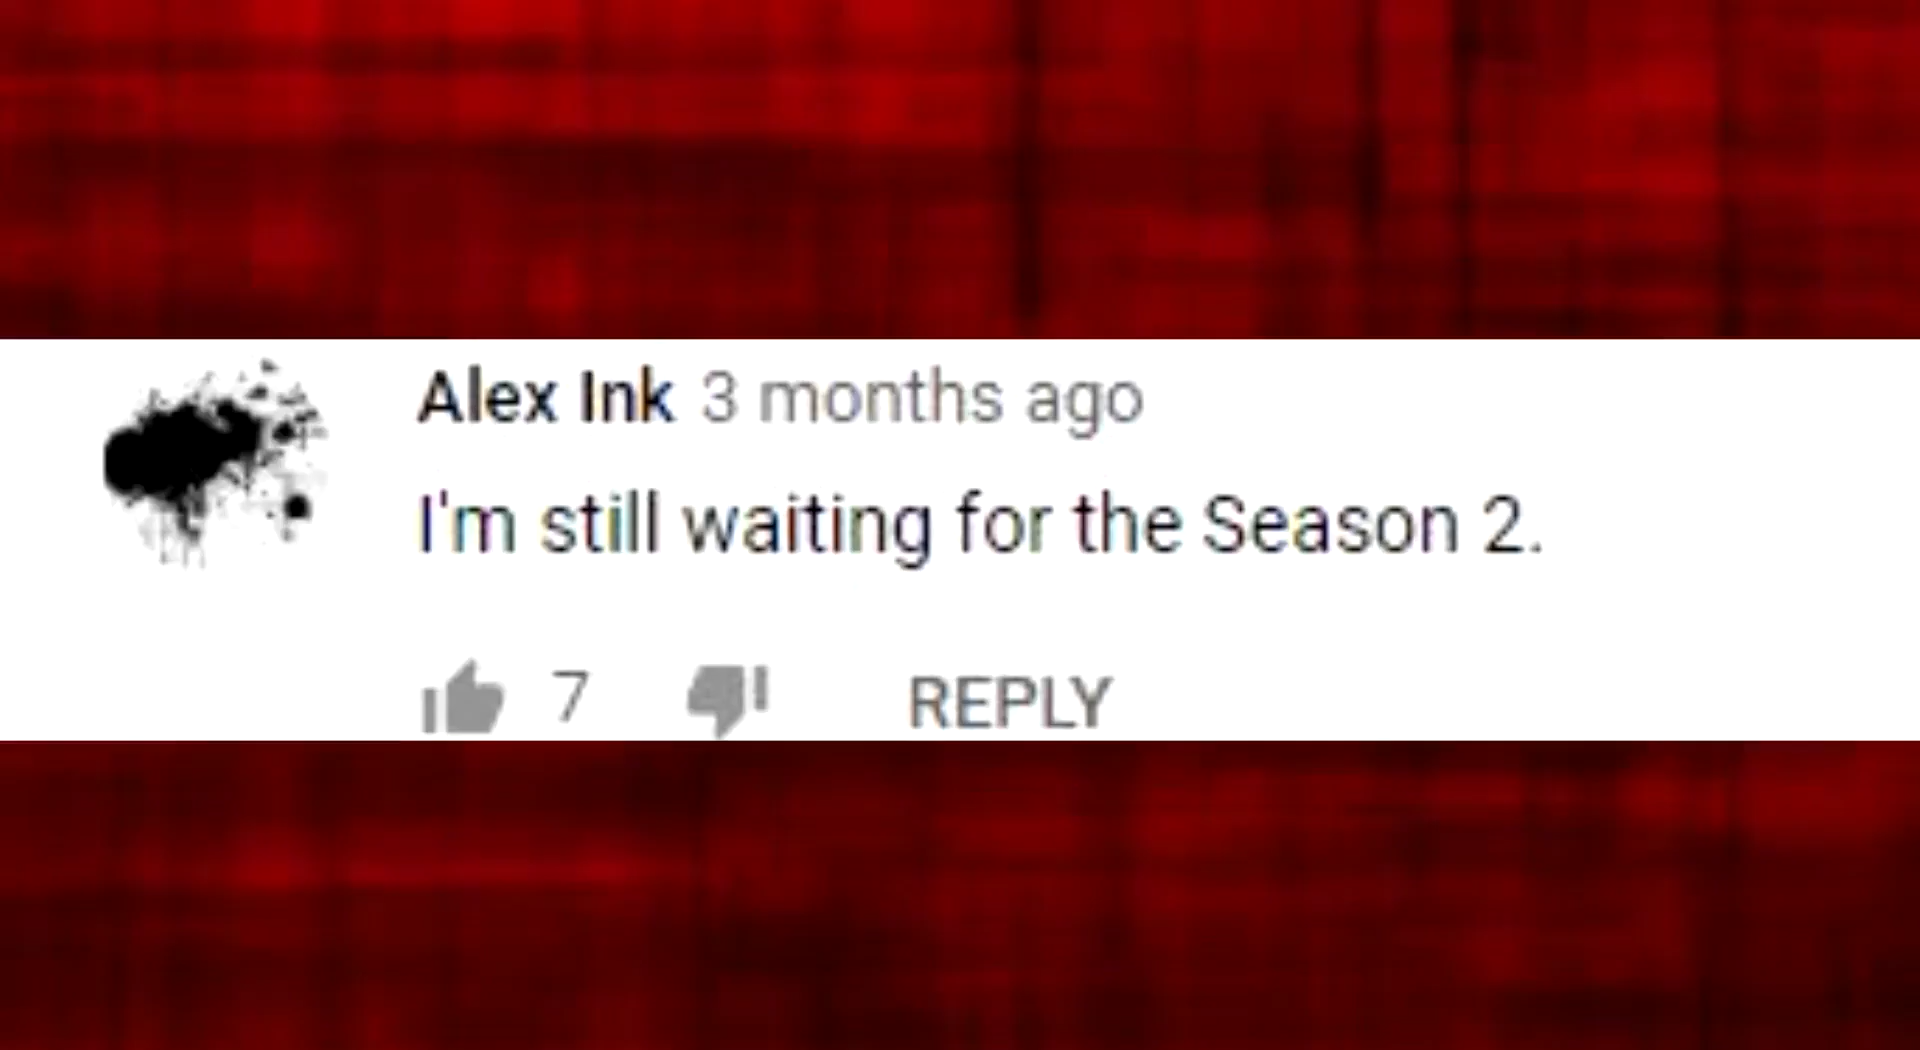 Alex Ink 3 months ago
I'm still waiting for the Season 2.
7 REPLY